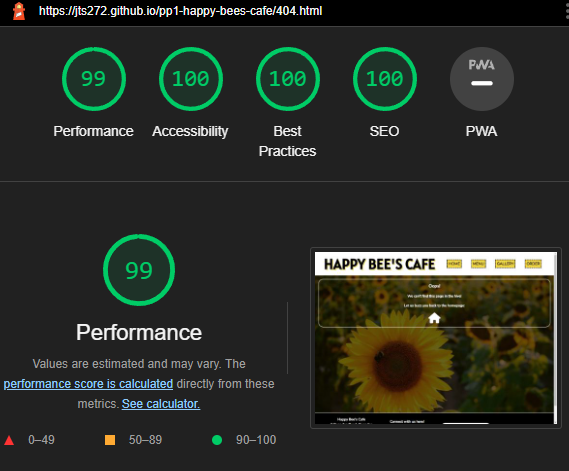 https://jts272.github.io/pp1-happy-bees-cafe/404.html
99
100
100
100
PWA
Performance
Accessibility
Best
Practices
SEO
PWA
99
Performance
Values are estimated and may vary. The
performance score is calculated directly from these
metrics. See calculator.
0–49
50–89
90–100
HAPPY BEE'S CAFE
HOME
MENU
GALLERY
Oops!
We can't find this page in the hive!
Let us buzz you back to the homepage:
Happy Bee's Cafe
Connect with us here!